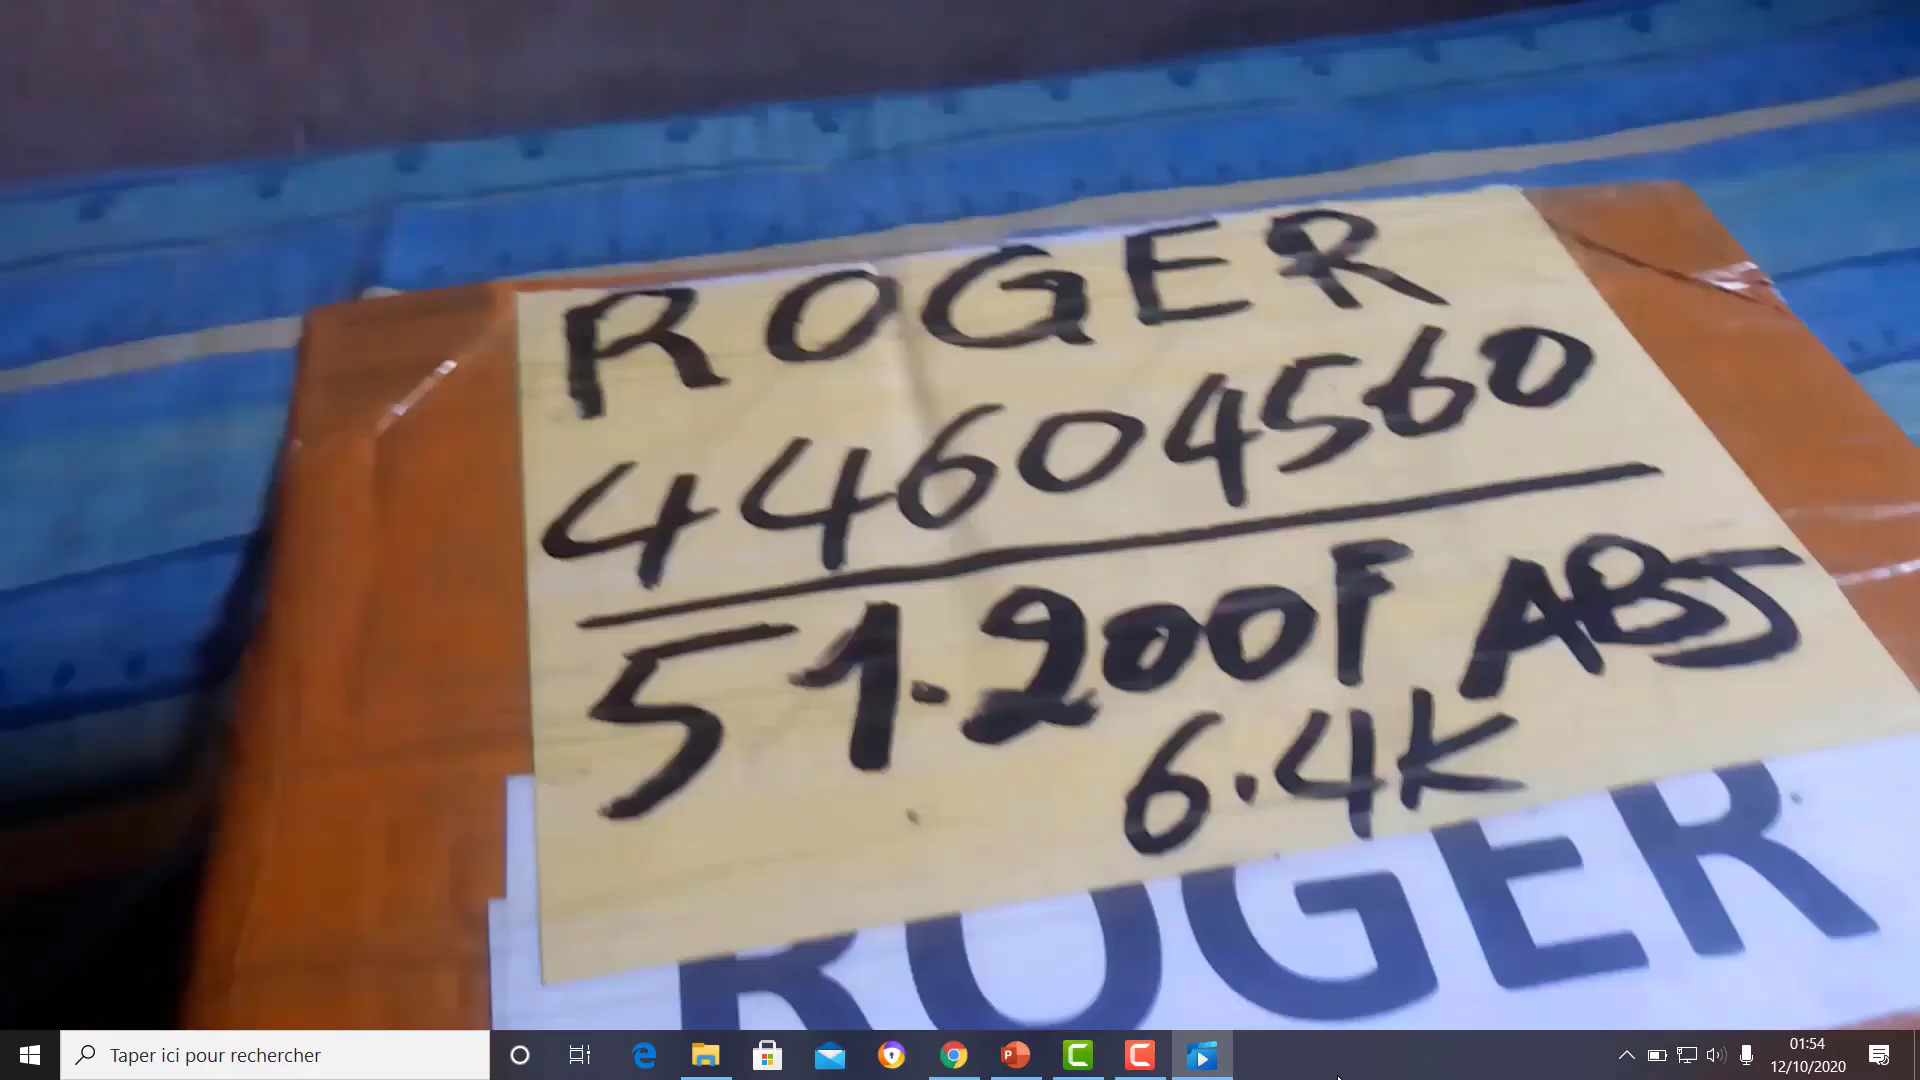 ROGER
44604560
51.200F ABJ
6.4K
ROGER
Taper ici pour rechercher
01:54
12/10/2020